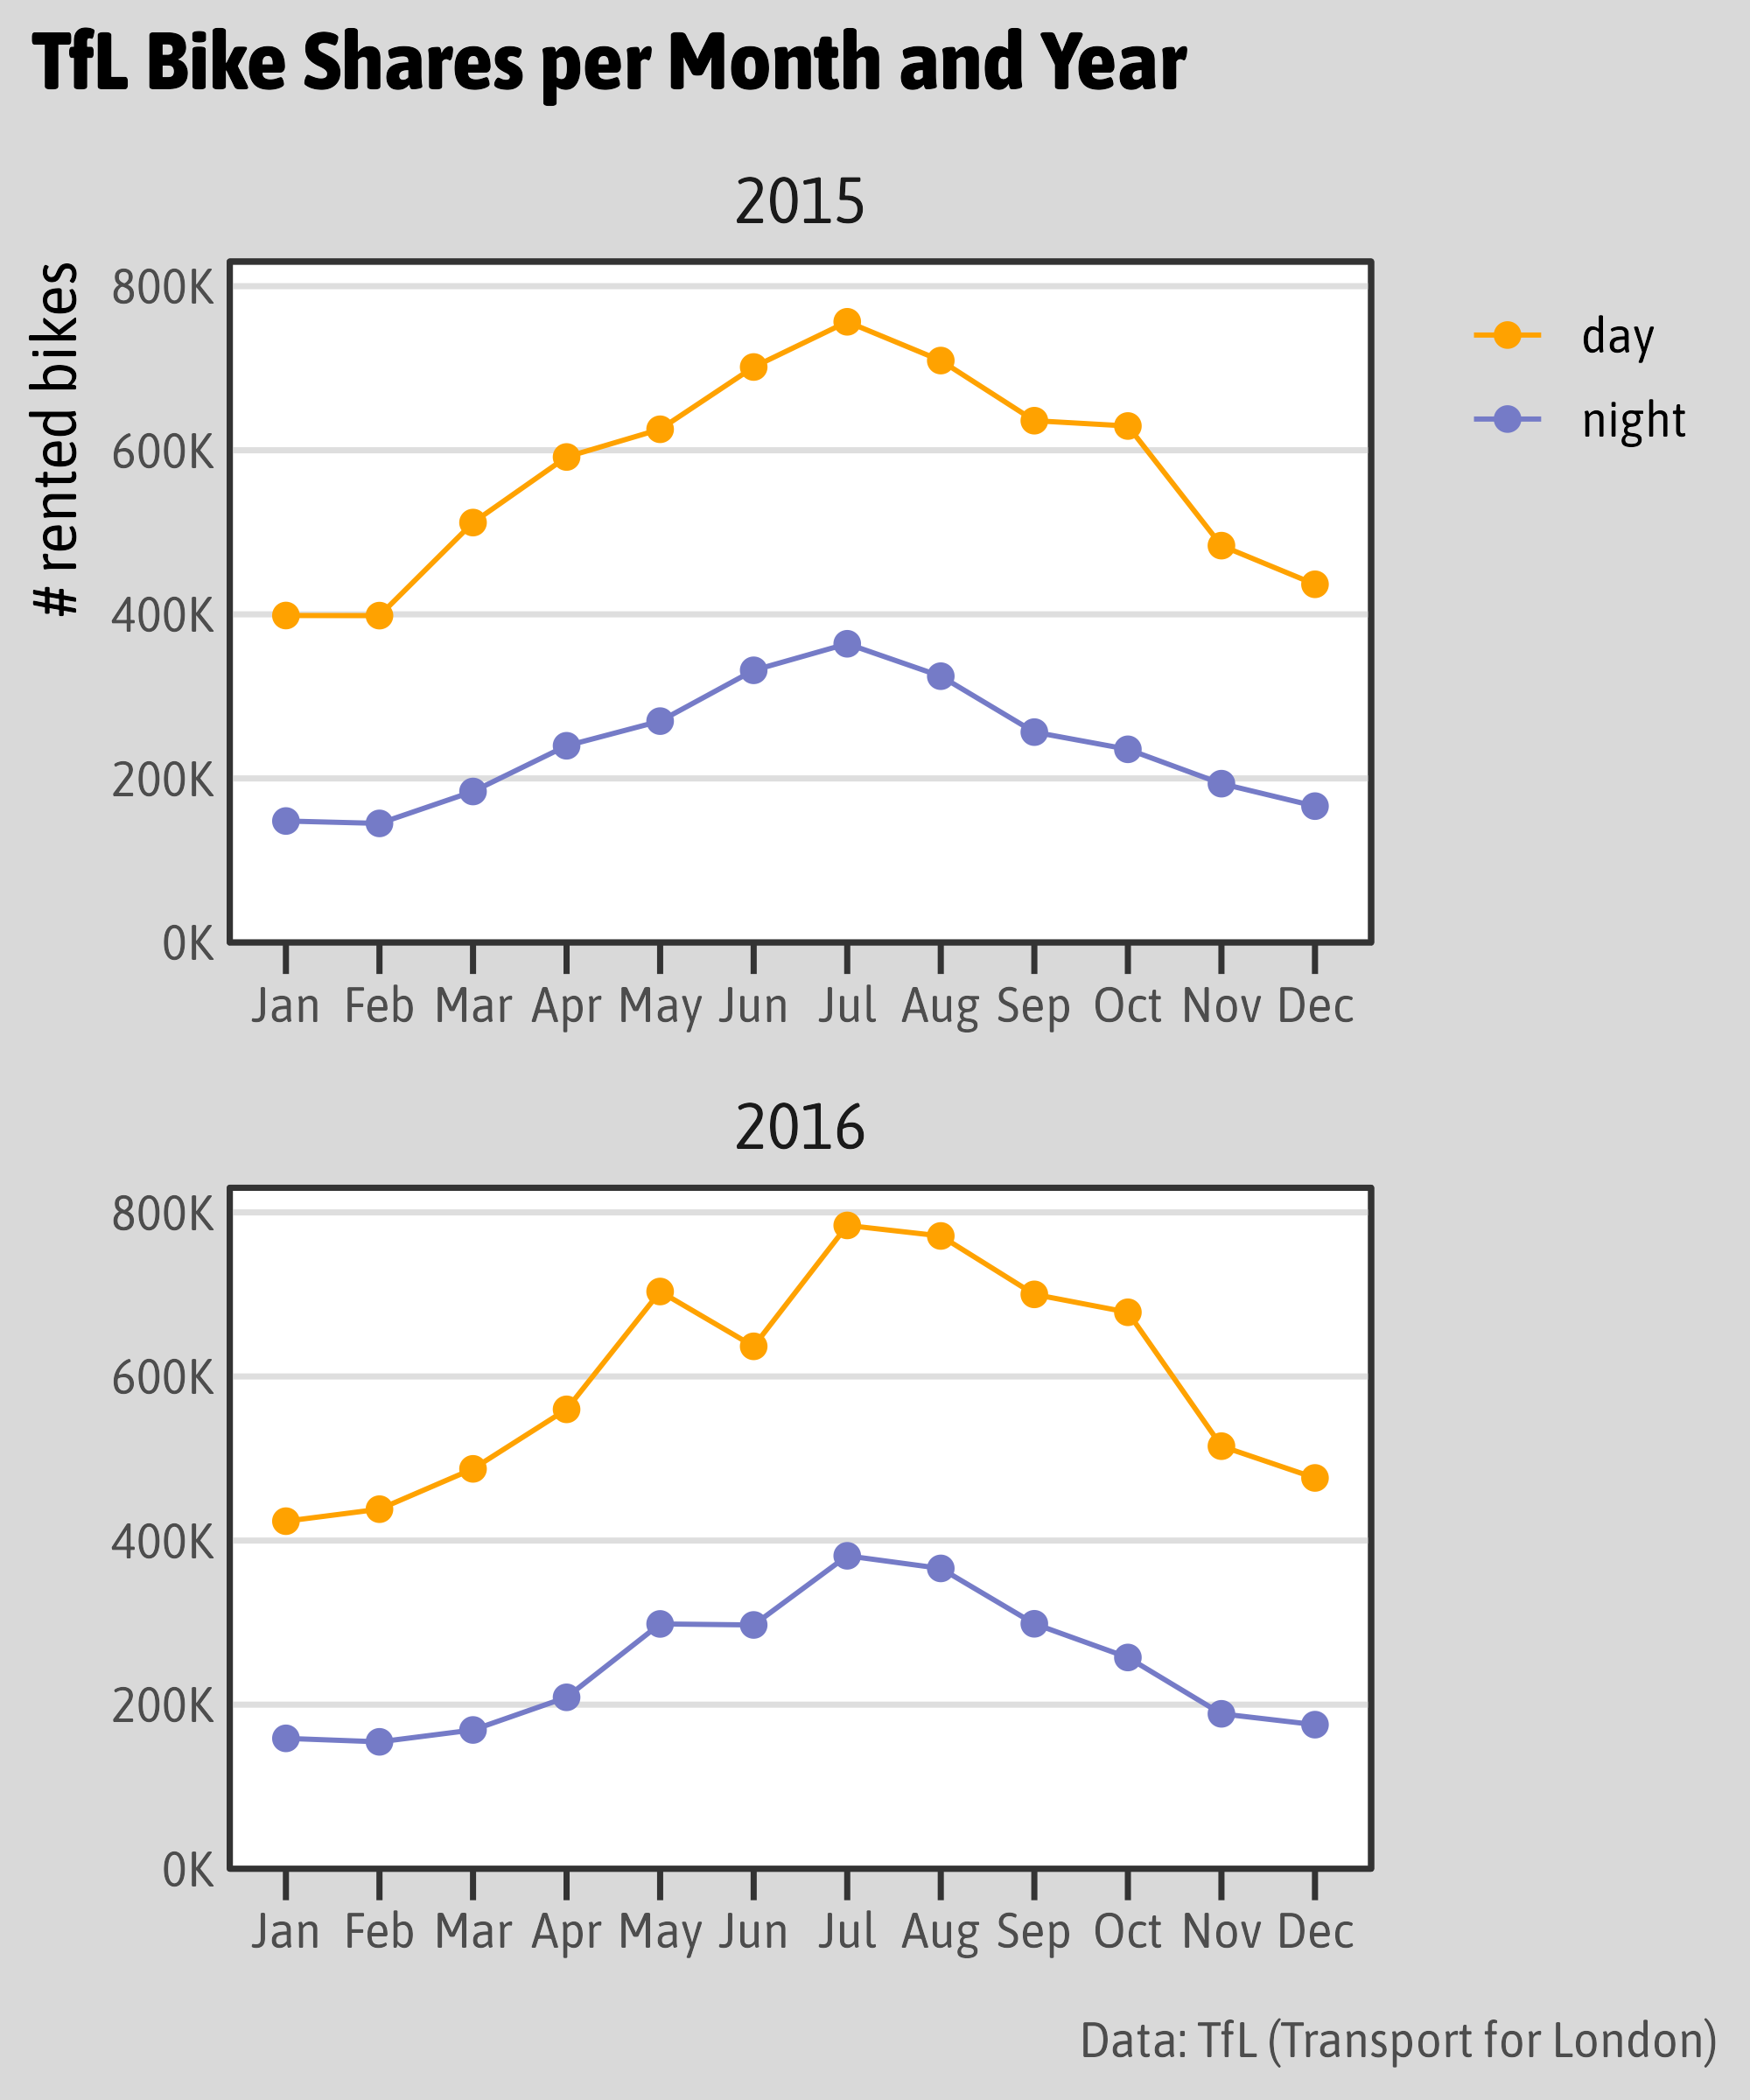 TfL Bike Shares per Month and Year
2015
# rented bikes
800K
600K
400K
200K
0K
Jan Feb Mar Apr May Jun Jul Aug Sep Oct Nov Dec
day
night
2016
800K
600K
400K
200K
0K
Jan Feb Mar Apr May Jun Jul Aug Sep Oct Nov Dec
Data: TfL (Transport for London)